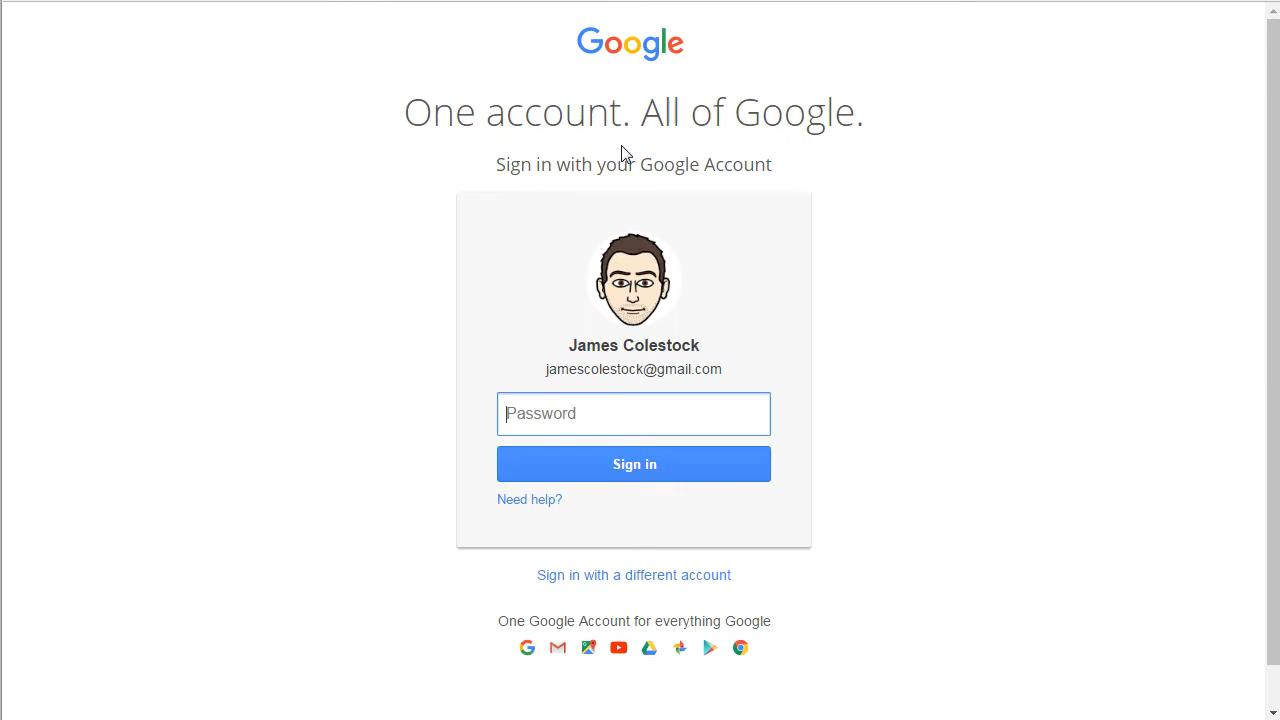 Google
One account. All of Google.
Sign in with your Google Account
James Colestock
jamescolestock@gmail.com
Password
Sign in
Need help?
Sign in with a different account
One Google Account for everything Google